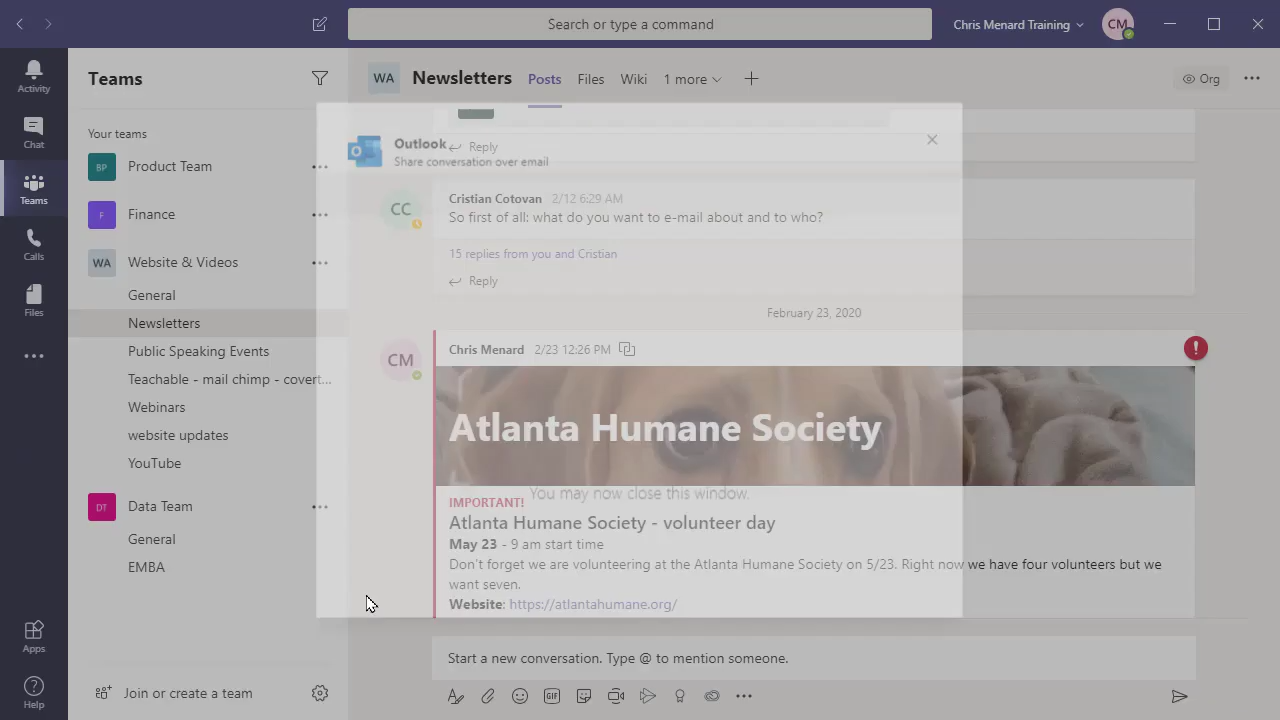 Search or type a command
Chris Menard Training
CM
Activity
Chat
Teams
Calls
Files
Apps
Help
Teams
Your teams
BP Product Team
F Finance
WA Website & Videos
General
Newsletters
Public Speaking Events
Teachable - mail chimp - covert...
Webinars
website updates
YouTube
DT Data Team
General
EMBA
Join or create a team
WA Newsletters Posts Files Wiki 1 more
Org
Outlook
Share conversation over email
Reply
CC
Cristian Cotovan 2/12 6:29 AM
So first of all: what do you want to e-mail about and to who?
15 replies from you and Cristian
Reply
February 23, 2020
CM
Chris Menard 2/23 12:26 PM
Atlanta Humane Society
You may now close this window.
IMPORTANT!
Atlanta Humane Society - volunteer day
May 23 - 9 am start time
Don't forget we are volunteering at the Atlanta Humane Society on 5/23. Right now we have four volunteers but we
want seven.
Website: https://atlantahumane.org/
Start a new conversation. Type @ to mention someone.
GIF